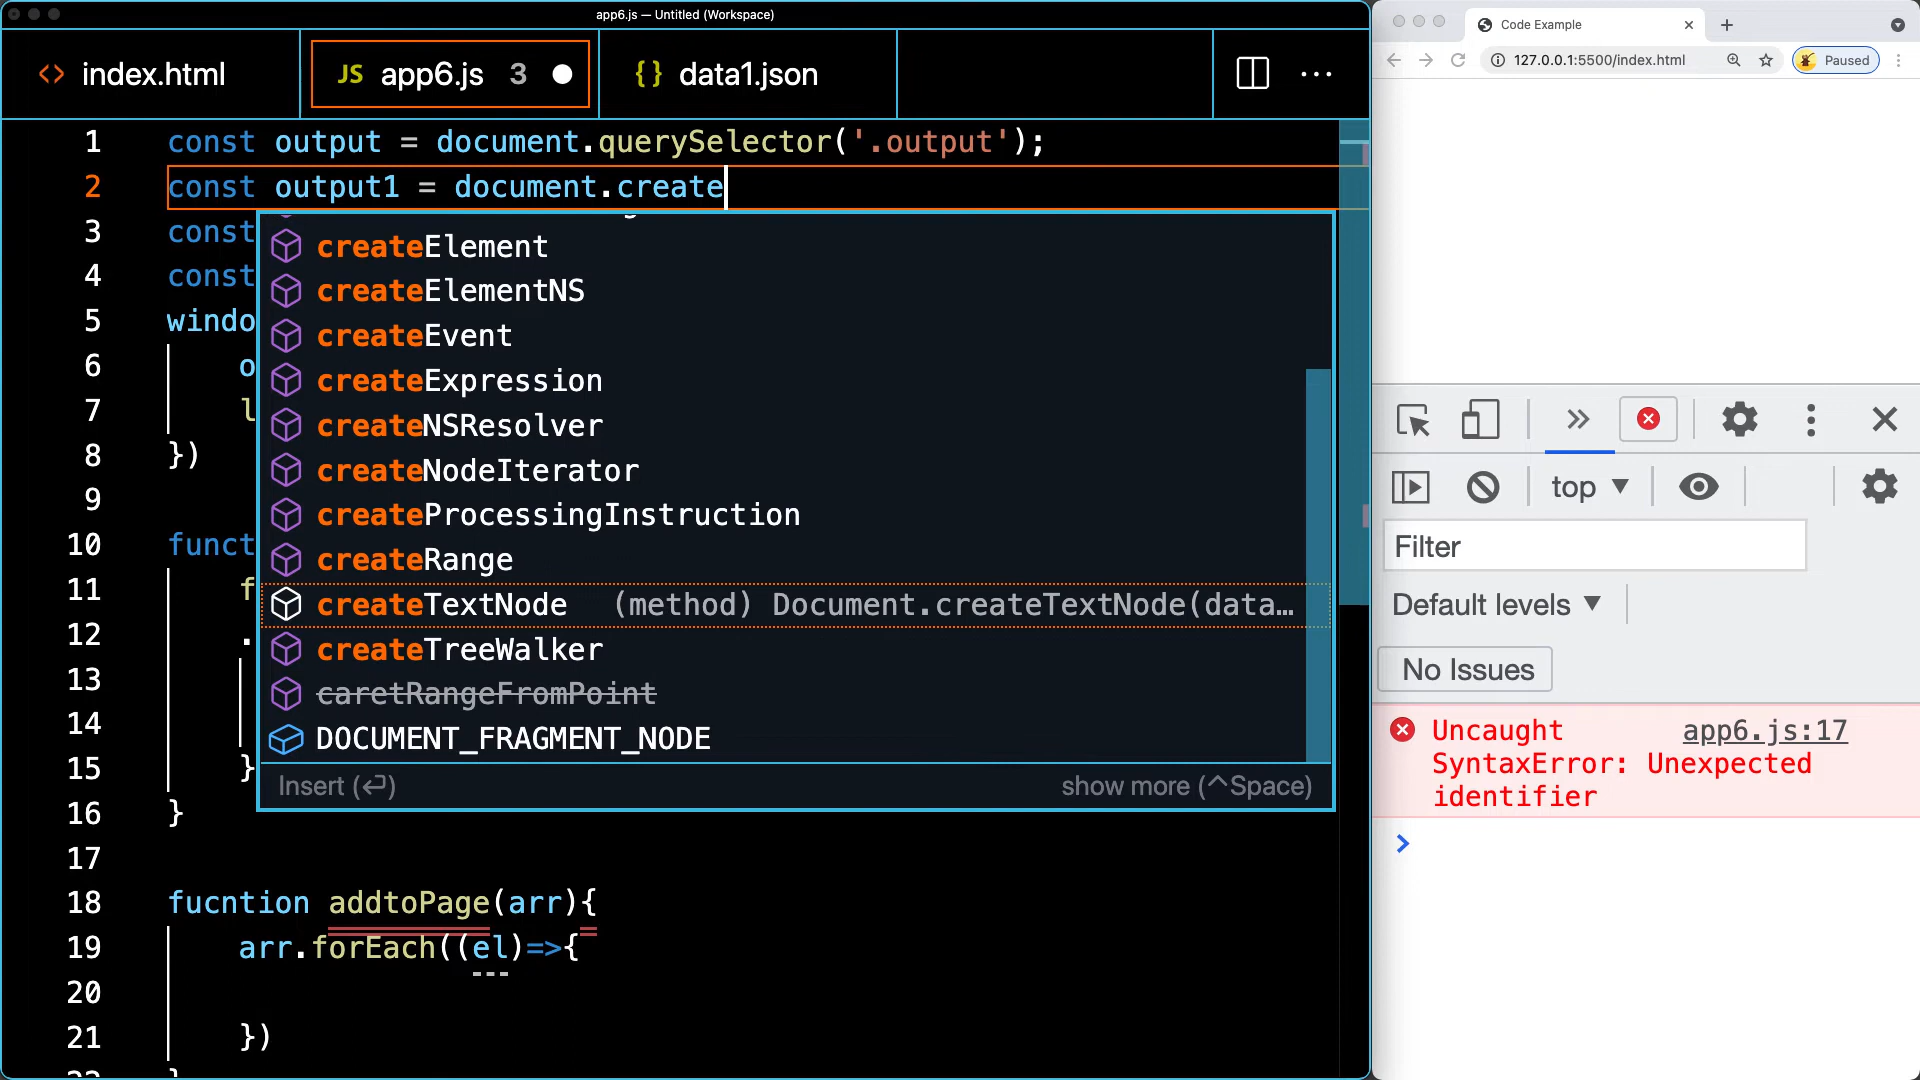 app6.js — Untitled (Workspace)
<> index.html
JS app6.js 3
{} data1.json
1 const output = document.querySelector('.output');
2 const output1 = document.create
3 const
4 const
5 windo
6 o
7 l
8 })
9
10 funct
11 f
12 .
13
14
15 }
16 }
17
18 fucntion addtoPage(arr){
19 arr.forEach((el)=>{
20
21 })
createElement
createElementNS
createEvent
createExpression
createNSResolver
createNodeIterator
createProcessingInstruction
createRange
createTextNode (method) Document.createTextNode(data…
createTreeWalker
caretRangeFromPoint
DOCUMENT_FRAGMENT_NODE
Insert (⏎)
show more (^Space)
Code Example
127.0.0.1:5500/index.html
Paused
top
Filter
Default levels
No Issues
Uncaught app6.js:17
SyntaxError: Unexpected
identifier